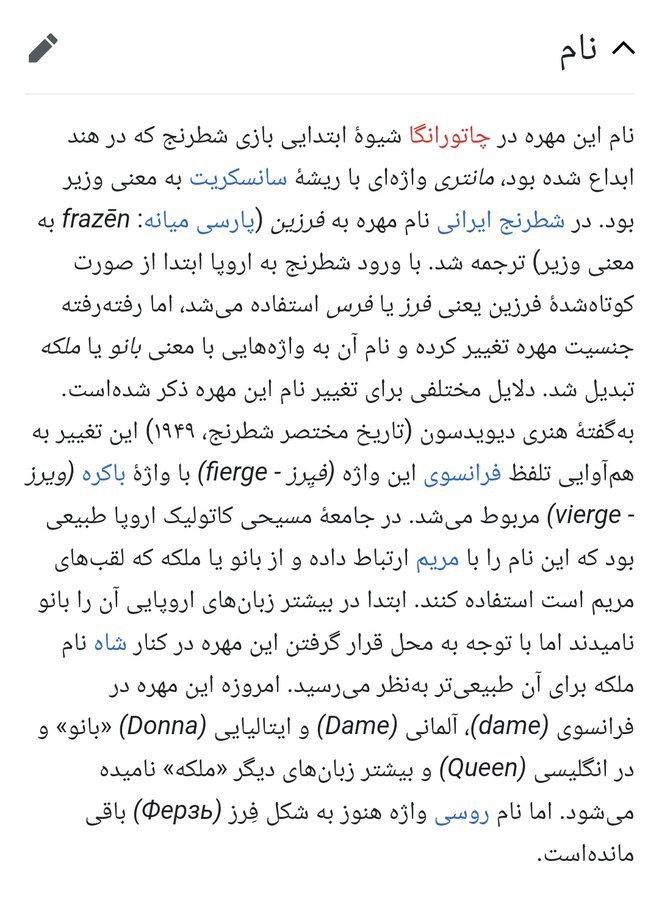 نام
نام این مهره در چاتورانگا شیوهٔ ابتدایی بازی شطرنج که در هند
ابداع شده بود، مانتری واژه‌ای با ریشهٔ سانسکریت به معنی وزیر
بود. در شطرنج ایرانی نام مهره به فرزین (پارسی میانه: frazēn به
معنی وزیر) ترجمه شد. با ورود شطرنج به اروپا ابتدا از صورت
کوتاه‌شدهٔ فرزین یعنی فرز یا فرس استفاده می‌شد، اما رفته‌رفته
جنسیت مهره تغییر کرده و نام آن به واژه‌هایی با معنی بانو یا ملکه
تبدیل شد. دلایل مختلفی برای تغییر نام این مهره ذکر شده‌است.
به‌گفتهٔ هنری دیویدسون (تاریخ مختصر شطرنج، ۱۹۴۹) این تغییر به
هم‌آوایی تلفظ فرانسوی این واژه (فیِرز - fierge) با واژهٔ باکره (ویرز
- vierge) مربوط می‌شد. در جامعهٔ مسیحی کاتولیک اروپا طبیعی
بود که این نام را با مریم ارتباط داده و از بانو یا ملکه که لقب‌های
مریم است استفاده کنند. ابتدا در بیشتر زبان‌های اروپایی آن را بانو
نامیدند اما با توجه به محل قرار گرفتن این مهره در کنار شاه نام
ملکه برای آن طبیعی‌تر به‌نظر می‌رسید. امروزه این مهره در
فرانسوی (dame)، آلمانی (Dame) و ایتالیایی (Donna) «بانو» و
در انگلیسی (Queen) و بیشتر زبان‌های دیگر «ملکه» نامیده
می‌شود. اما نام روسی واژه هنوز به شکل فِرز (Ферзь) باقی
مانده‌است.